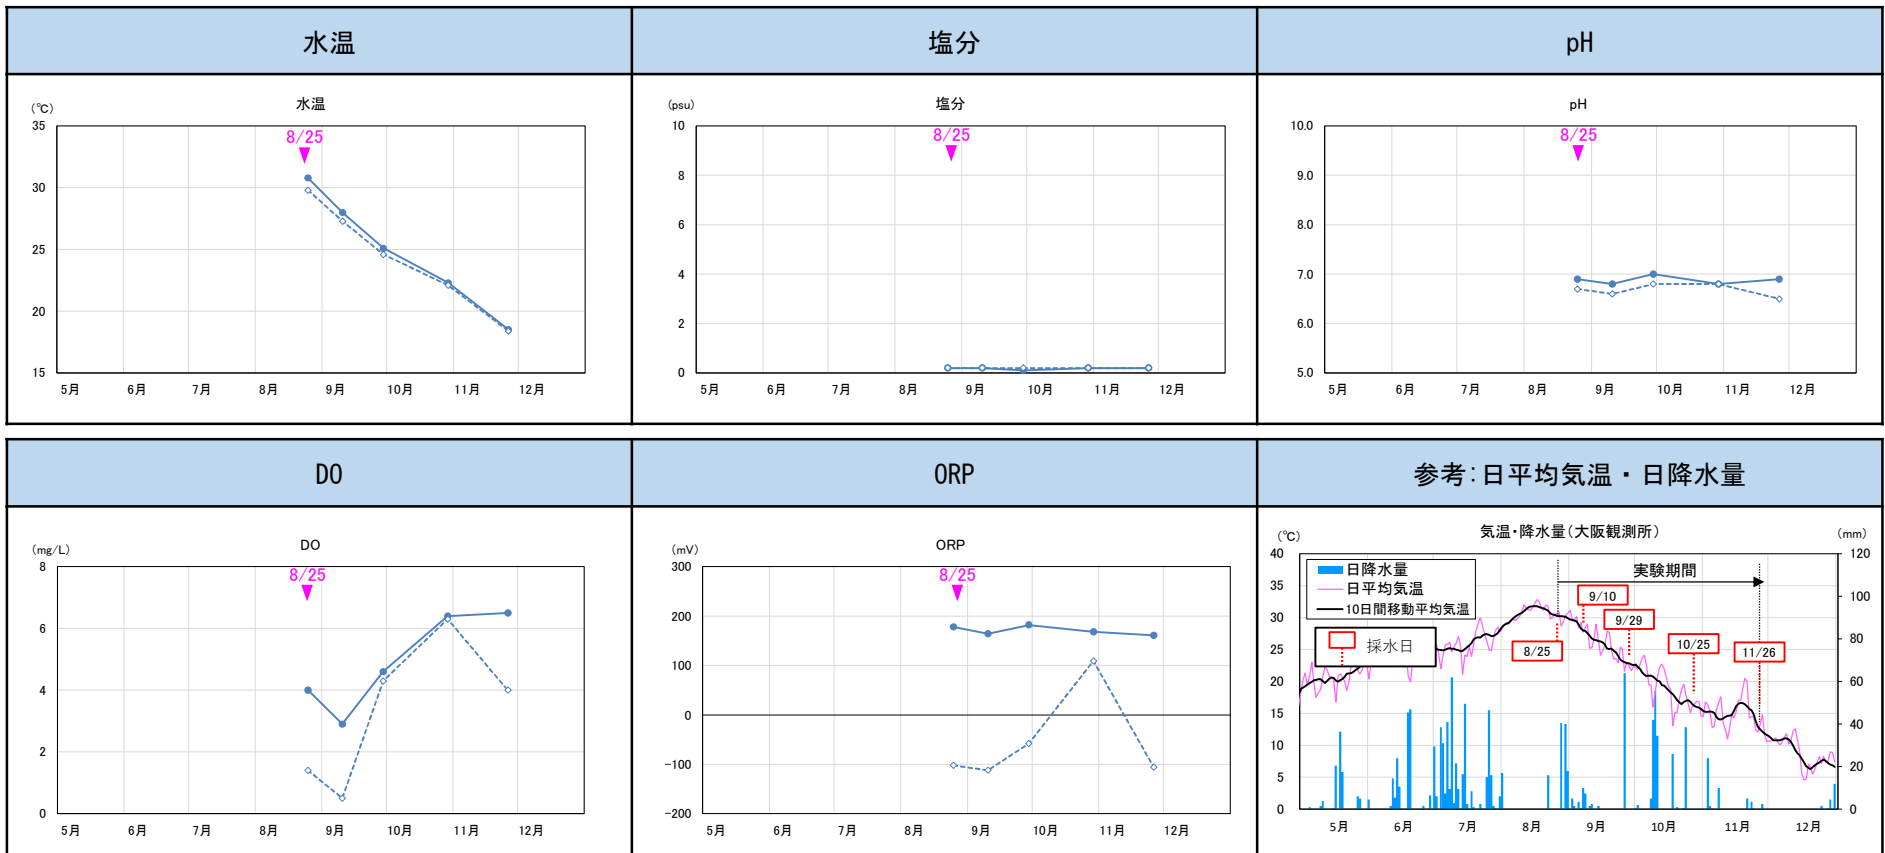 水温
塩分
pH
水温
(℃)
8/25
35
30
25
20
15
5月 6月 7月 8月 9月 10月 11月 12月
塩分
(psu)
8/25
10
8
6
4
2
0
5月 6月 7月 8月 9月 10月 11月 12月
pH
8/25
10.0
9.0
8.0
7.0
6.0
5.0
5月 6月 7月 8月 9月 10月 11月 12月
DO
ORP
参考：日平均気温・日降水量
DO
(mg/L)
8/25
8
6
4
2
0
5月 6月 7月 8月 9月 10月 11月 12月
ORP
(mV)
8/25
300
200
100
0
-100
-200
5月 6月 7月 8月 9月 10月 11月 12月
気温・降水量(大阪観測所)
(℃)
(mm)
40
35
30
25
20
15
10
5
0
120
100
80
60
40
20
0
日降水量
日平均気温
10日間移動平均気温
採水日
実験期間
8/25
9/10
9/29
10/25
11/26
5月 6月 7月 8月 9月 10月 11月 12月